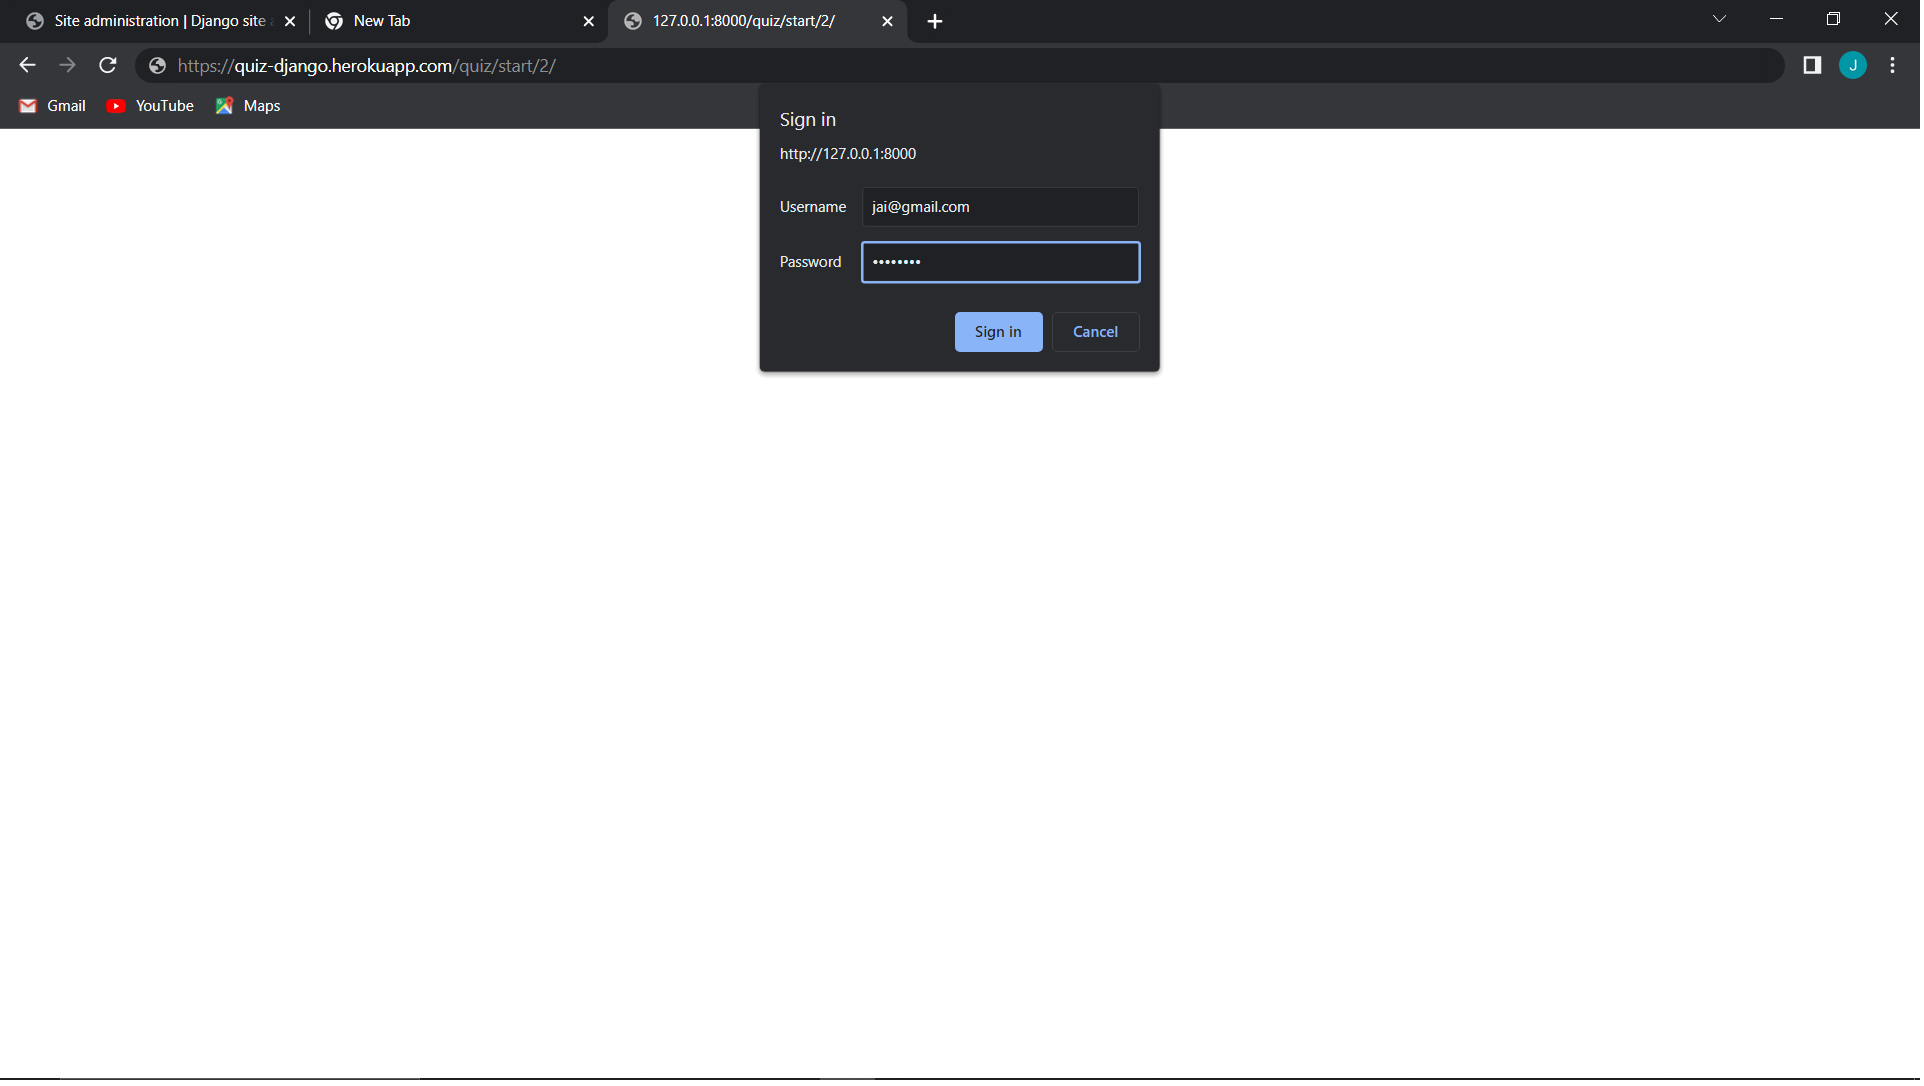 Site administration | Django site a
New Tab
127.0.0.1:8000/quiz/start/2/
https://quiz-django.herokuapp.com/quiz/start/2/
J
Gmail
YouTube
Maps
Sign in
http://127.0.0.1:8000
Username
jai@gmail.com
Password
••••••••
Sign in
Cancel